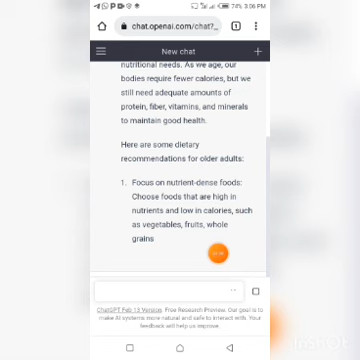 74% 3:06 PM
chat.openai.com/chat?_
1
New chat
nutritional needs. As we age, our
bodies require fewer calories, but we
still need adequate amounts of
protein, fiber, vitamins, and minerals
to maintain good health.
Here are some dietary
recommendations for older adults:
1. Focus on nutrient-dense foods:
Choose foods that are high in
nutrients and low in calories, such
as vegetables, fruits, whole
grains
ChatGPT Feb 13 Version. Free Research Preview. Our goal is to
make AI systems more natural and safe to interact with. Your
feedback will help us improve.